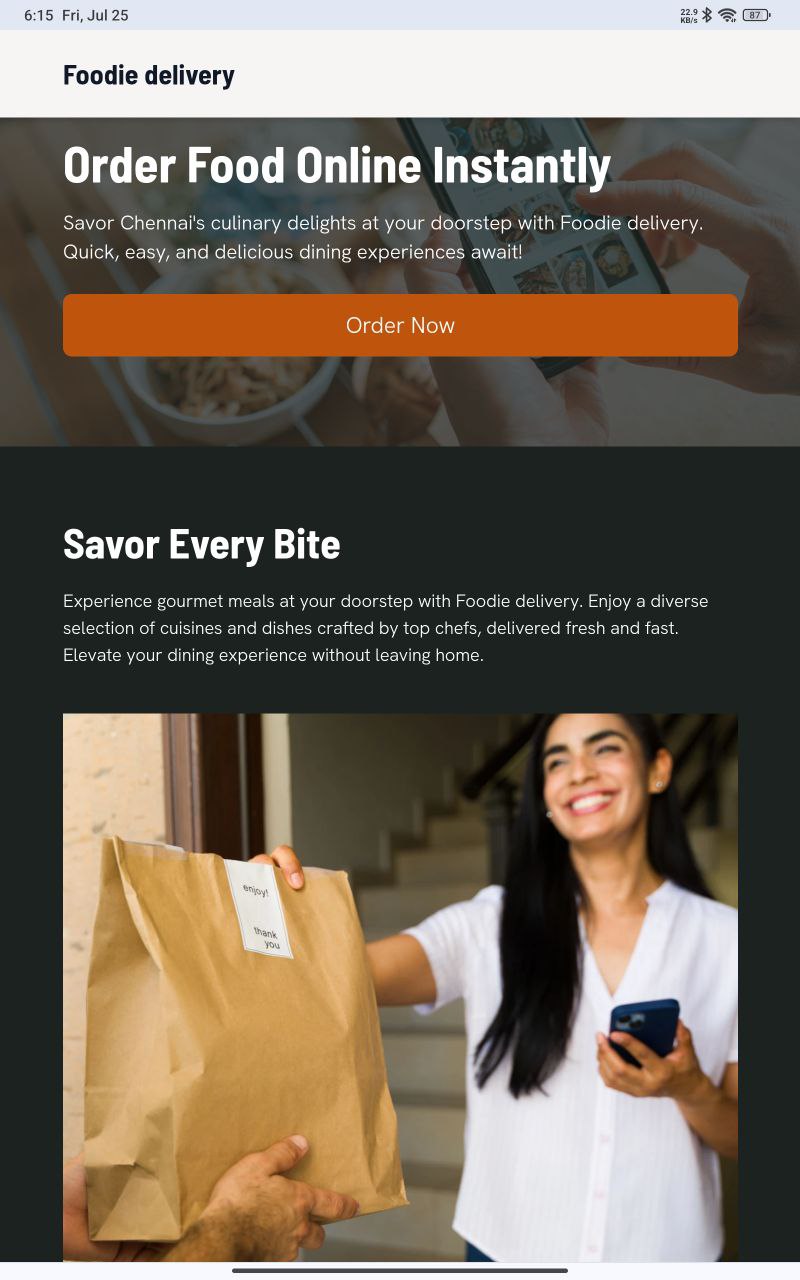 6:15 Fri, Jul 25
22.9
KB/s
87
Foodie delivery
Order Food Online Instantly
Savor Chennai's culinary delights at your doorstep with Foodie delivery.
Quick, easy, and delicious dining experiences await!
Order Now
Savor Every Bite
Experience gourmet meals at your doorstep with Foodie delivery. Enjoy a diverse
selection of cuisines and dishes crafted by top chefs, delivered fresh and fast.
Elevate your dining experience without leaving home.
enjoy!
thank
you